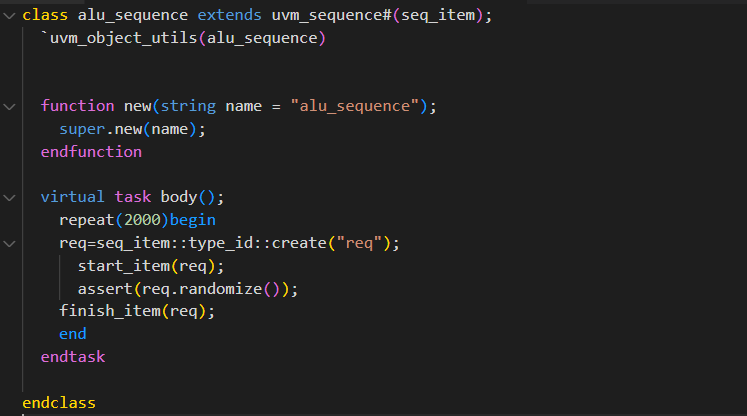 class alu_sequence extends uvm_sequence#(seq_item);
  `uvm_object_utils(alu_sequence)
  function new(string name = "alu_sequence");
    super.new(name);
  endfunction
  virtual task body();
    repeat(2000)begin
    req=seq_item::type_id::create("req");
      start_item(req);
      assert(req.randomize());
    finish_item(req);
    end
  endtask
endclass